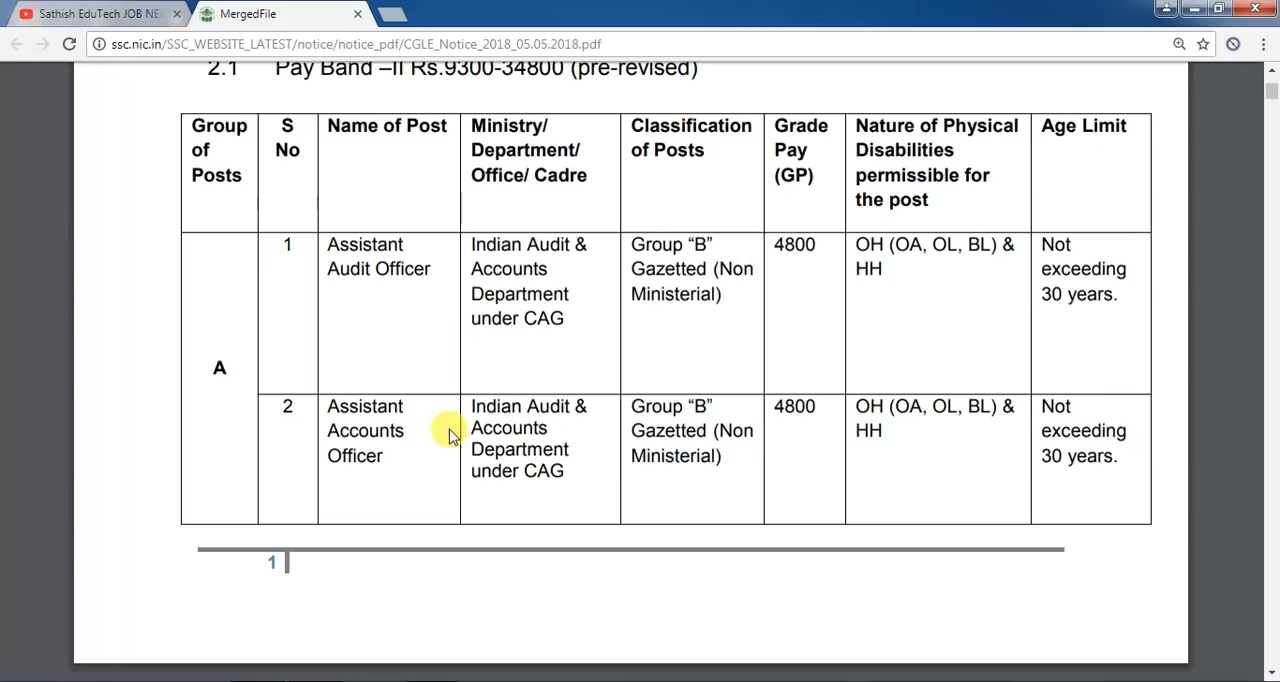 Sathish EduTech JOB NE
MergedFile
ssc.nic.in/SSC_WEBSITE_LATEST/notice/notice_pdf/CGLE_Notice_2018_05.05.2018.pdf
2.1 Pay Band –II Rs.9300-34800 (pre-revised)
Group of Posts
S No
Name of Post
Ministry/
Department/
Office/ Cadre
Classification
of Posts
Grade
Pay
(GP)
Nature of Physical
Disabilities
permissible for
the post
Age Limit
A
1
Assistant
Audit Officer
Indian Audit &
Accounts
Department
under CAG
Group “B”
Gazetted (Non
Ministerial)
4800
OH (OA, OL, BL) &
HH
Not
exceeding
30 years.
2
Assistant
Accounts
Officer
Indian Audit &
Accounts
Department
under CAG
Group “B”
Gazetted (Non
Ministerial)
4800
OH (OA, OL, BL) &
HH
Not
exceeding
30 years.
1